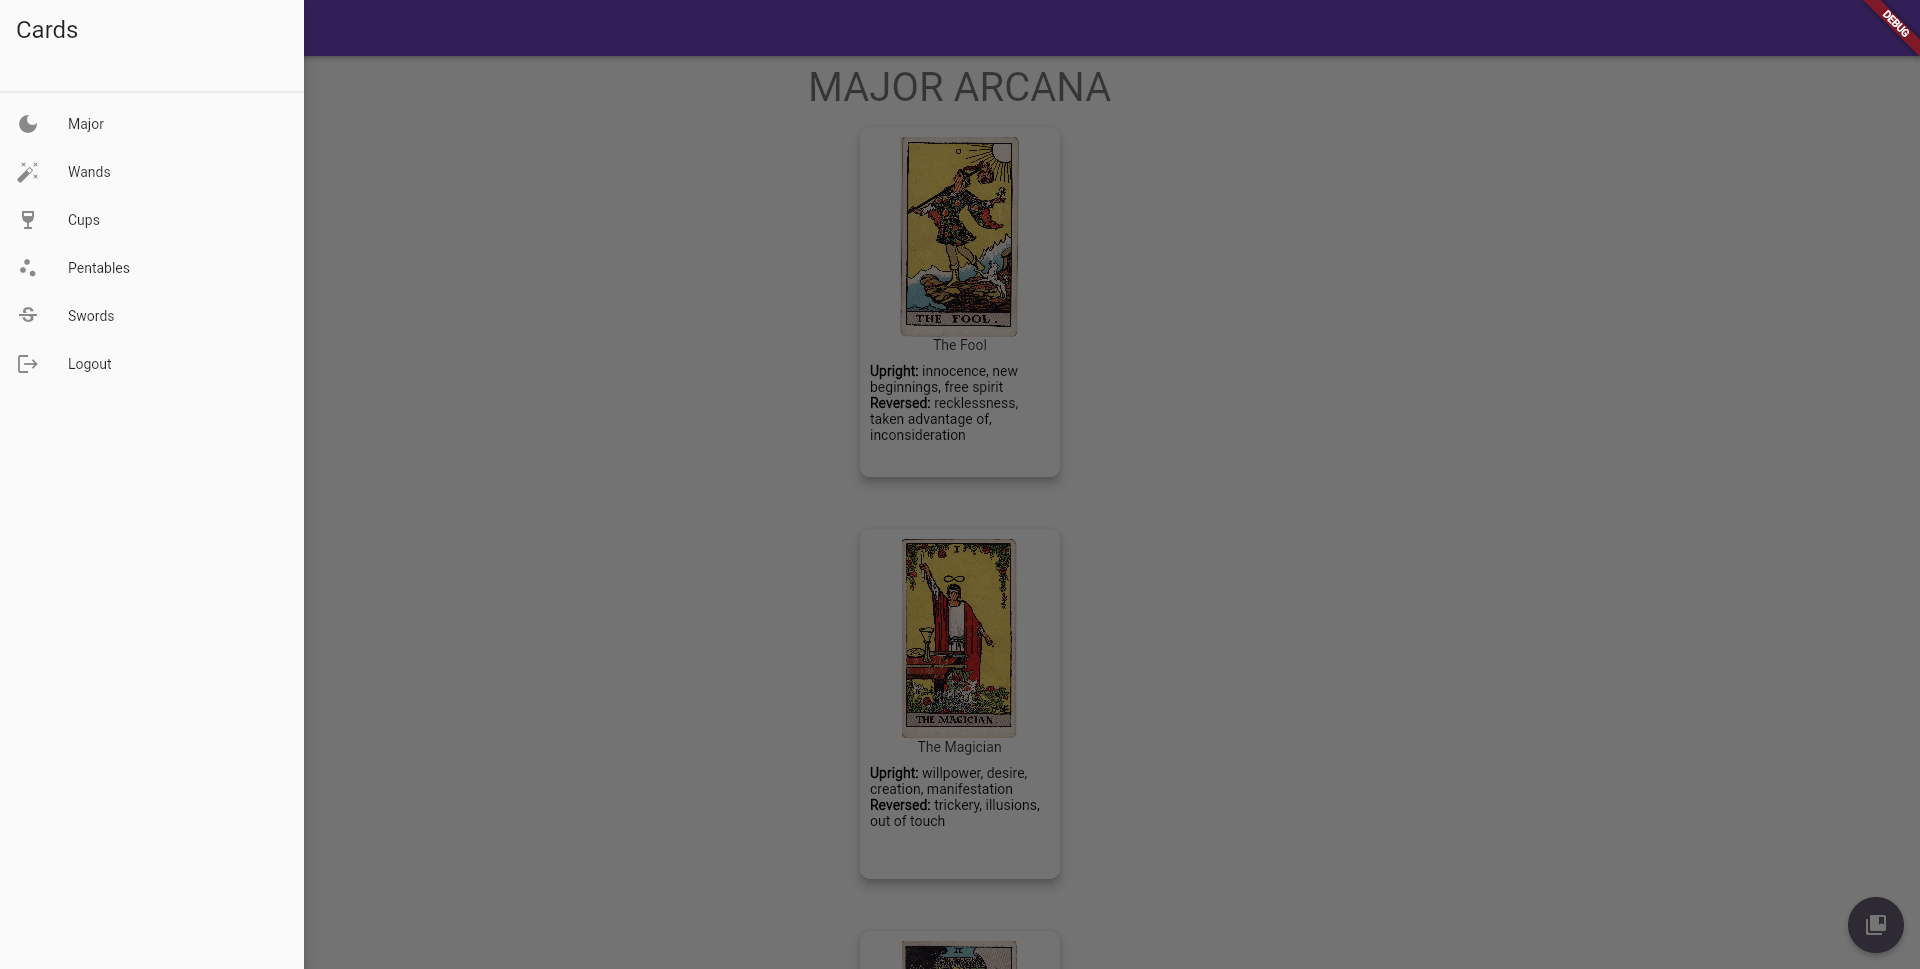 Cards
Major
Wands
Cups
Pentables
Swords
Logout
DEBUG
MAJOR ARCANA
THE FOOL.
The Fool
Upright: innocence, new
beginnings, free spirit
Reversed: recklessness,
taken advantage of,
inconsideration
I
THE MAGICIAN.
The Magician
Upright: willpower, desire,
creation, manifestation
Reversed: trickery, illusions,
out of touch
II